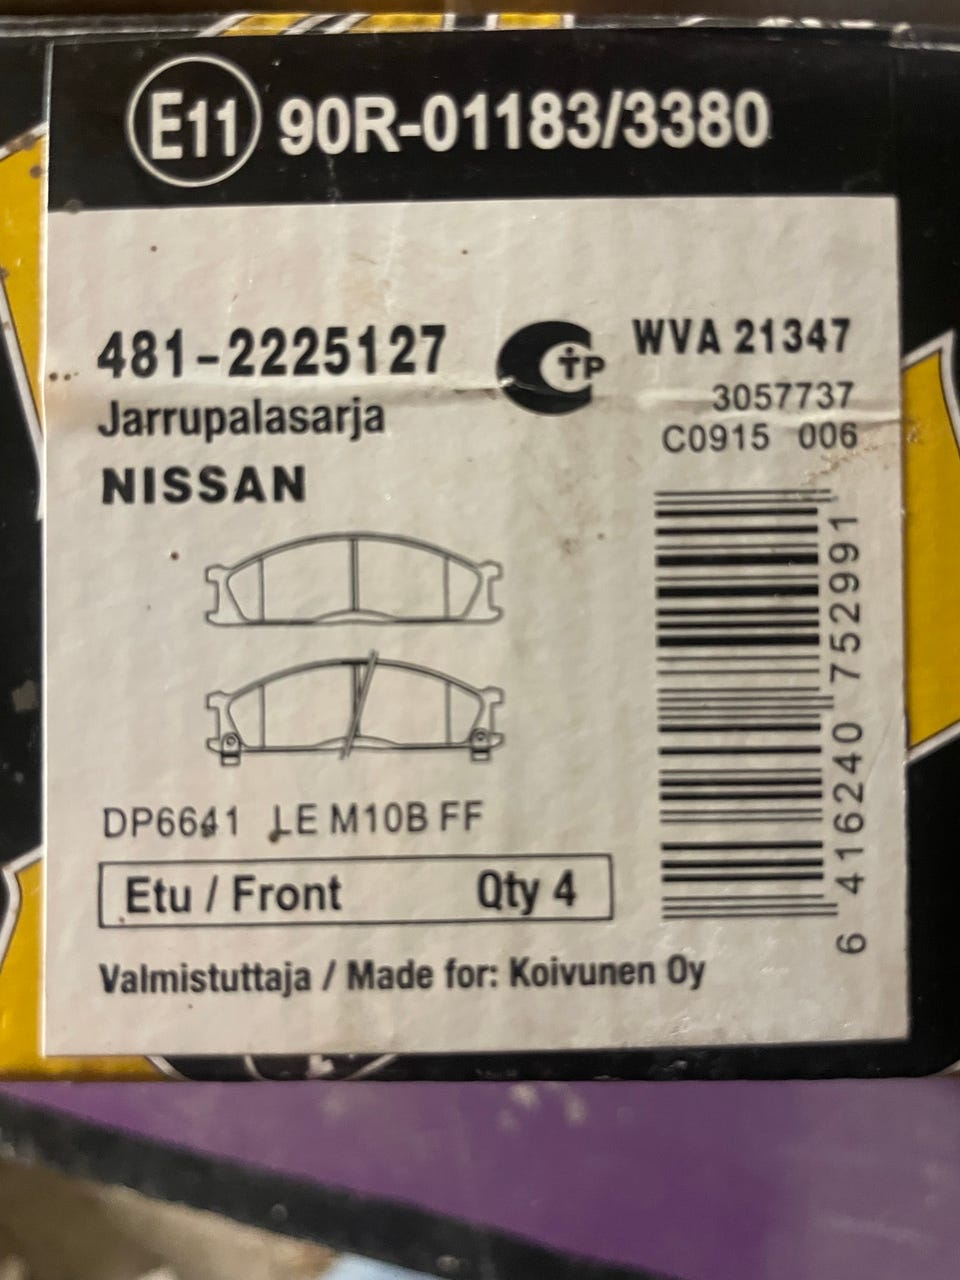 E11 90R-01183/3380
481-2225127
Jarrupalasarja
NISSAN
TP
WVA 21347
3057737
C0915 006
DP6641 LE M10B FF
Etu / Front Qty 4
Valmistuttaja / Made for: Koivunen Oy
6 416240 752991